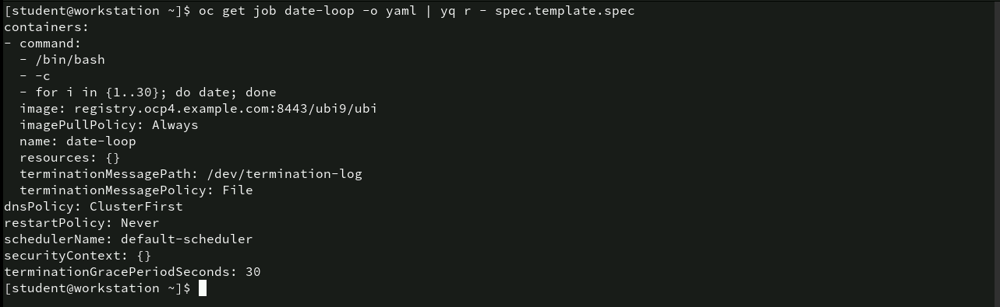 [student@workstation ~]$ oc get job date-loop -o yaml | yq r - spec.template.spec
containers:
- command:
  - /bin/bash
  - -c
  - for i in {1..30}; do date; done
  image: registry.ocp4.example.com:8443/ubi9/ubi
  imagePullPolicy: Always
  name: date-loop
  resources: {}
  terminationMessagePath: /dev/termination-log
  terminationMessagePolicy: File
dnsPolicy: ClusterFirst
restartPolicy: Never
schedulerName: default-scheduler
securityContext: {}
terminationGracePeriodSeconds: 30
[student@workstation ~]$